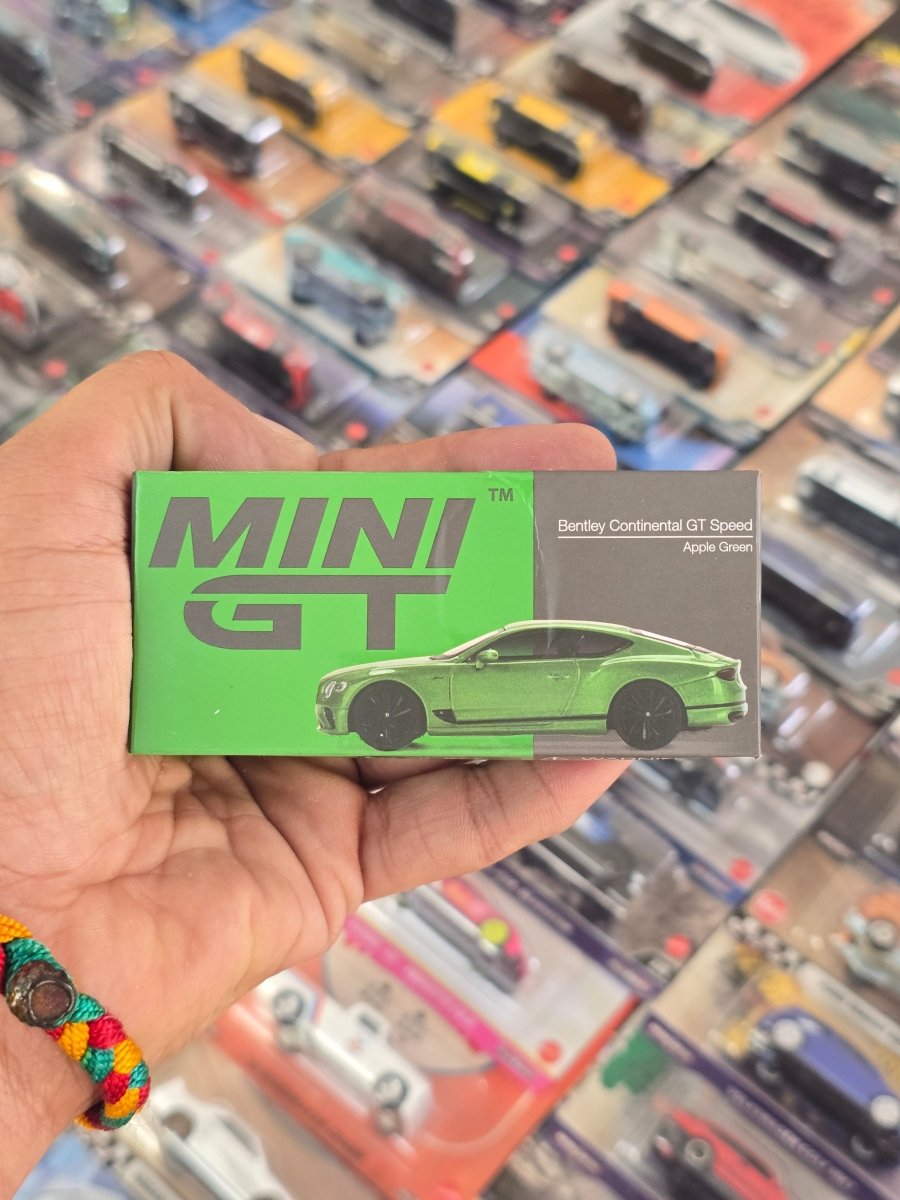 MINI
GT
TM
Bentley Continental GT Speed
Apple Green